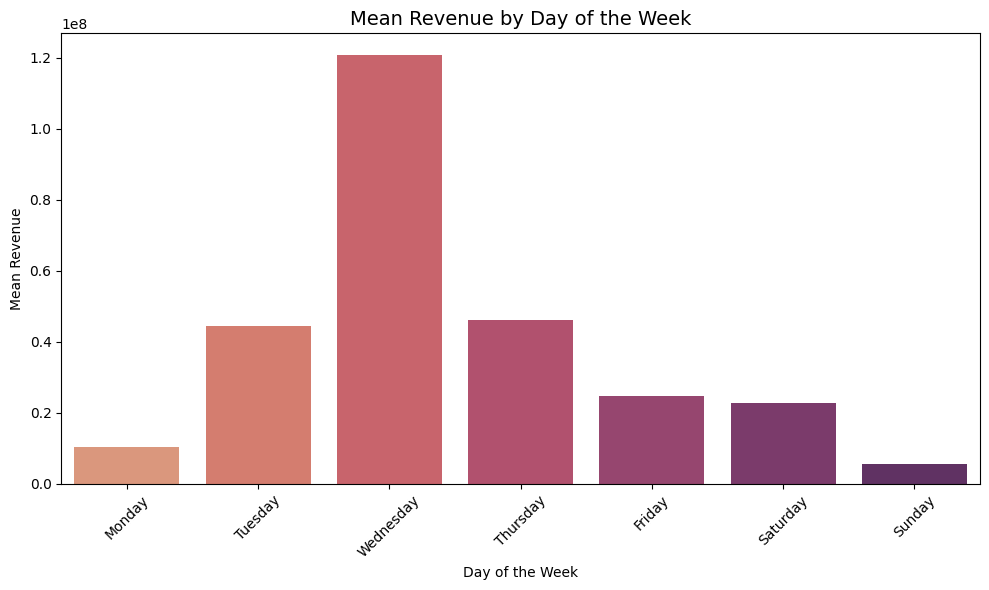 Mean Revenue by Day of the Week
1e8
1.2
1.0
0.8
0.6
0.4
0.2
0.0
Mean Revenue
Monday
Tuesday
Wednesday
Thursday
Friday
Saturday
Sunday
Day of the Week